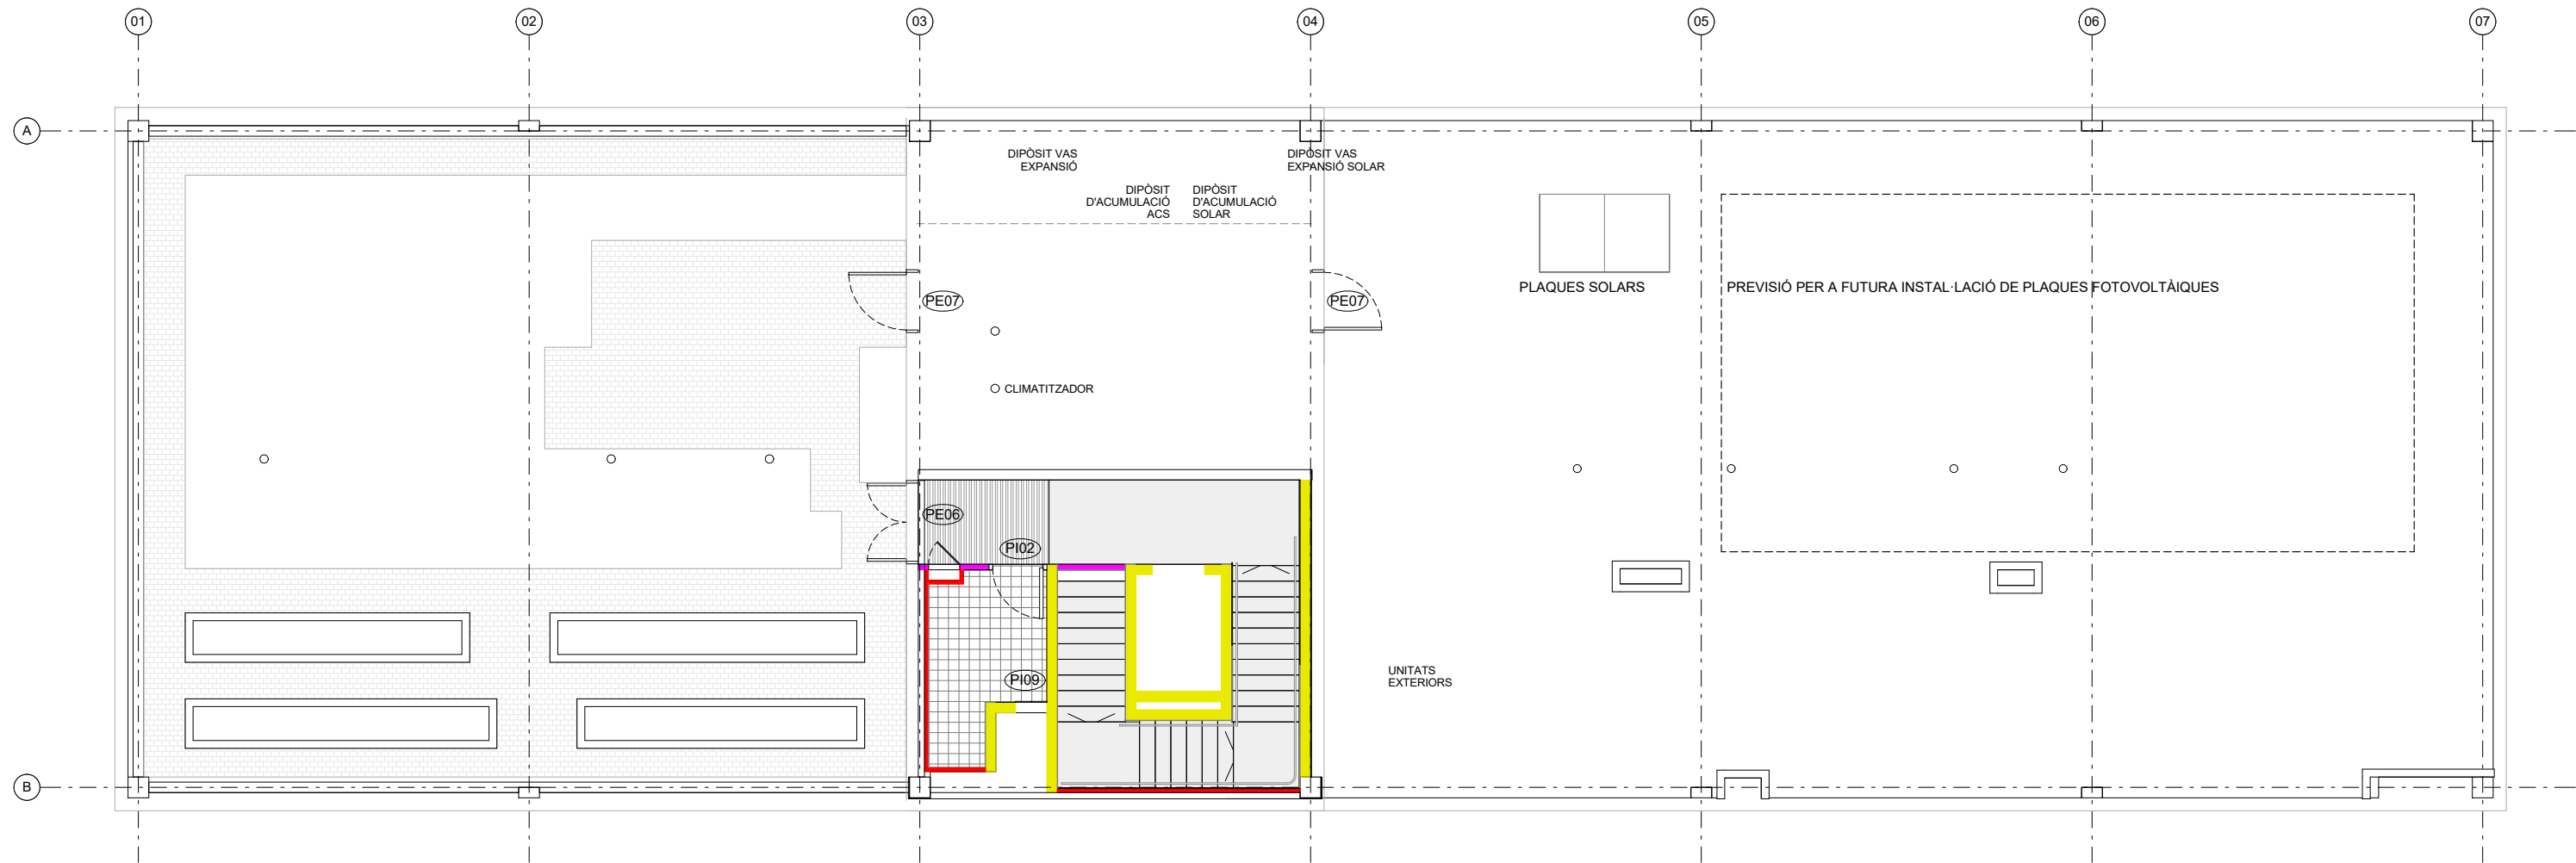 01
02
03
04
05
06
07
A
DIPÒSIT VAS
EXPANSIÓ
DIPÒSIT VAS
EXPANSIÓ SOLAR
DIPÒSIT
D'ACUMULACIÓ
ACS
DIPÒSIT
D'ACUMULACIÓ
SOLAR
PLAQUES SOLARS
PREVISIÓ PER A FUTURA INSTAL·LACIÓ DE PLAQUES FOTOVOLTÀIQUES
PE07
PE07
CLIMATITZADOR
PE06
PI02
PI09
UNITATS
EXTERIORS
B